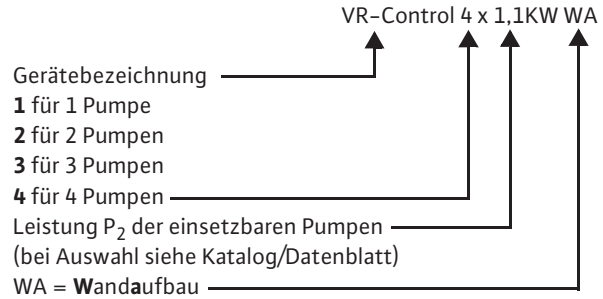 VR-Control 4 x 1,1KW WA
Gerätebezeichnung
1 für 1 Pumpe
2 für 2 Pumpen
3 für 3 Pumpen
4 für 4 Pumpen
Leistung P₂ der einsetzbaren Pumpen
(bei Auswahl siehe Katalog/Datenblatt)
WA = Wandaufbau